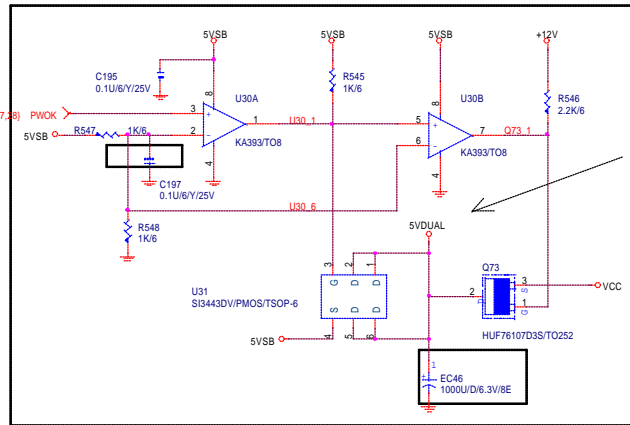 5VSB
5VSB
5VSB
+12V
C195
0.1U/6/Y/25V
8
U30A
R545
1K/6
8
U30B
R546
2.2K/6
7,28}
PWOK
3
+
1
U30_1
5
+
7
Q73_1
5VSB
R547
1K/6
2
-
KA393/TO8
6
-
KA393/TO8
4
4
C197
0.1U/6/Y/25V
U30_6
R548
1K/6
5VDUAL
3
2
1
Q73
U31
SI3443DV/PMOS/TSOP-6
G
D
D
S
D
D
2
D
3
S
1
G
VCC
5VSB
4
5
6
HUF76107D3S/TO252
1
+
EC46
1000U/D/6.3V/8E